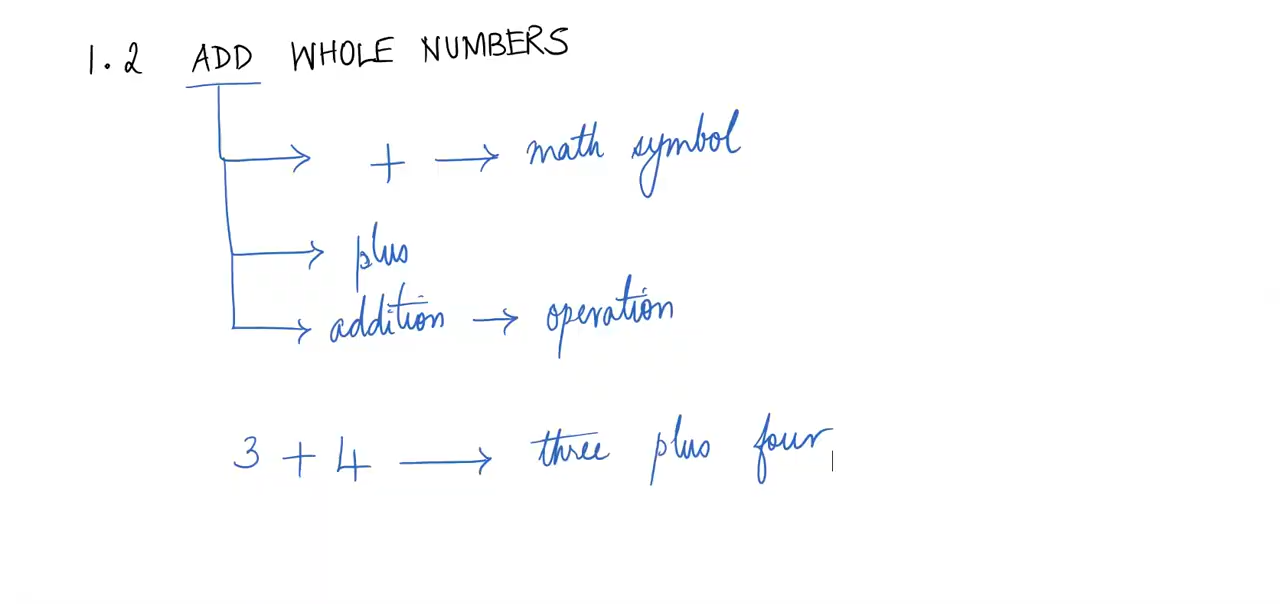 1.2 ADD WHOLE NUMBERS
+ → math symbol
plus
addition → operation
3 + 4 → three plus four